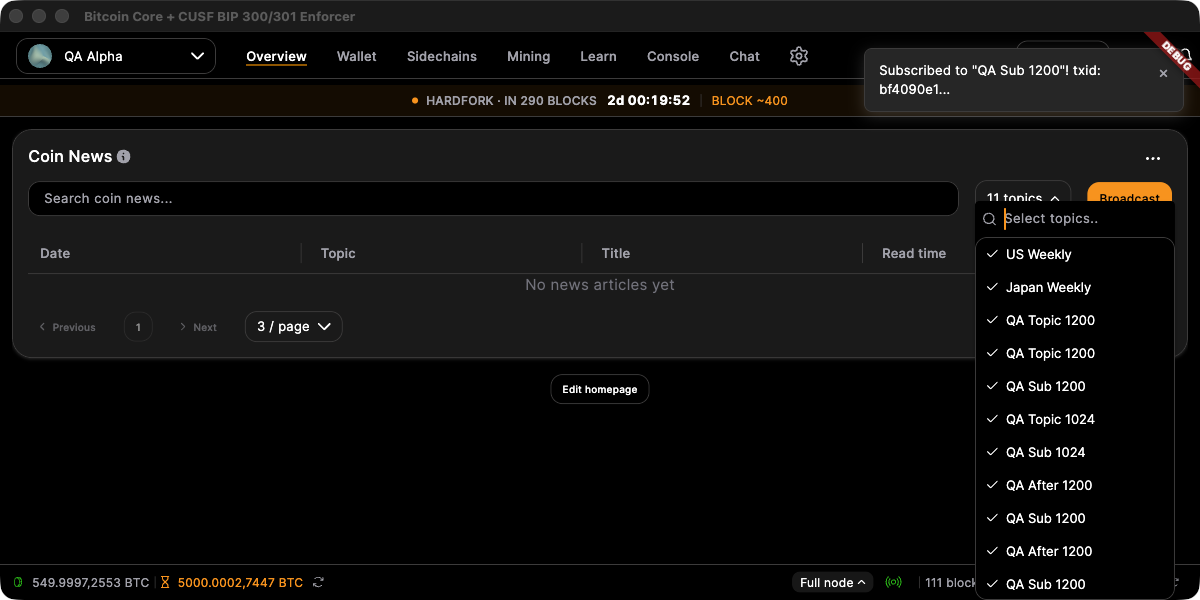 Bitcoin Core + CUSF BIP 300/301 Enforcer
QA Alpha
Overview
Wallet
Sidechains
Mining
Learn
Console
Chat
DEBUG
Subscribed to "QA Sub 1200"! txid:
bf4090e1...
HARDFORK · IN 290 BLOCKS 2d 00:19:52 BLOCK ~400
Coin News
Search coin news...
11 topics
Broadcast
Select topics..
Date
Topic
Title
Read time
No news articles yet
Previous
1
Next
3 / page
US Weekly
Japan Weekly
QA Topic 1200
QA Topic 1200
QA Sub 1200
QA Topic 1024
QA Sub 1024
QA After 1200
QA Sub 1200
QA After 1200
QA Sub 1200
Edit homepage
549.9997,2553 BTC
5000.0002,7447 BTC
Full node
111 block